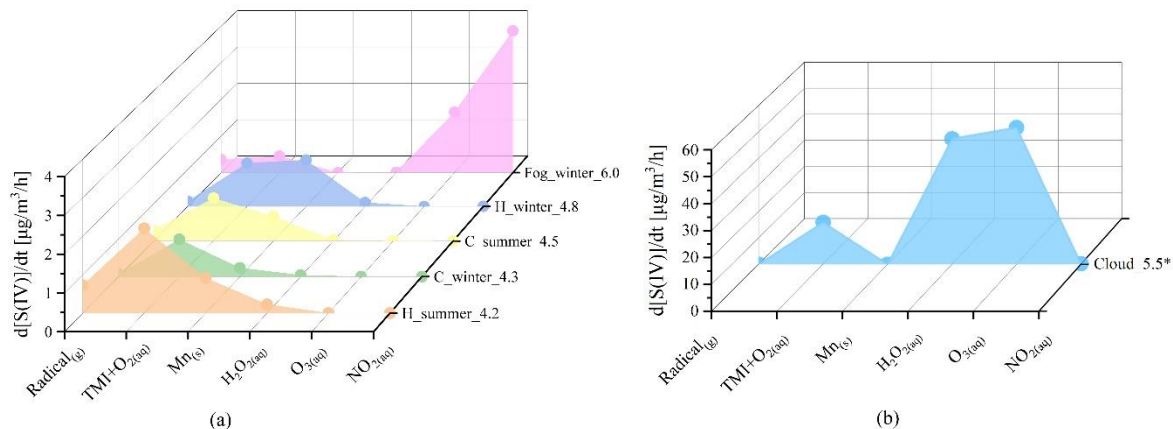 d[S(IV)]/dt [µg/m³/h]
4
3
2
1
0
Radical(g)
TMI+O₂(aq)
Mn(s)
H₂O₂(aq)
O₃(aq)
NO₂(aq)
Fog_winter_6.0
H_winter_4.8
C_summer_4.5
C_winter_4.3
H_summer_4.2
(a)
d[S(IV)]/dt [µg/m³/h]
60
50
40
30
20
10
0
Radical(g)
TMI+O₂(aq)
Mn(s)
H₂O₂(aq)
O₃(aq)
NO₂(aq)
Cloud_5.5*
(b)